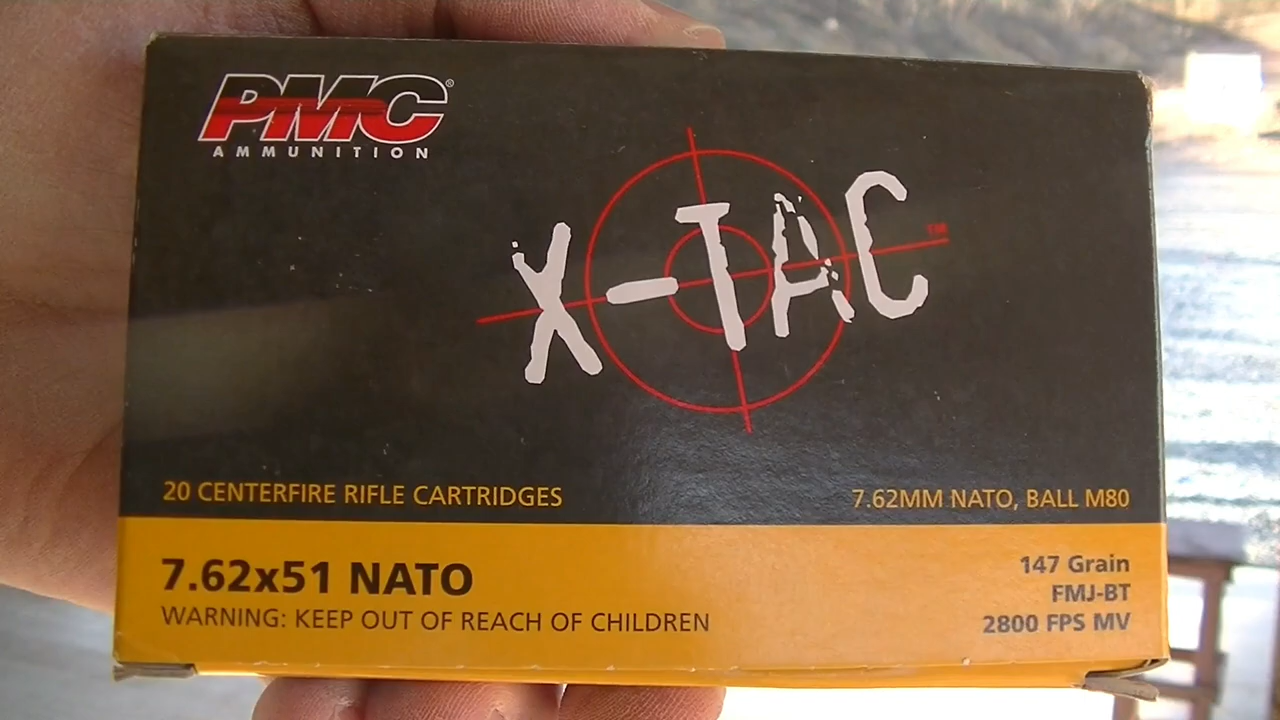 PMC®
AMMUNITION
X-TAC™
20 CENTERFIRE RIFLE CARTRIDGES
7.62MM NATO, BALL M80
7.62x51 NATO
WARNING: KEEP OUT OF REACH OF CHILDREN
147 Grain
FMJ-BT
2800 FPS MV